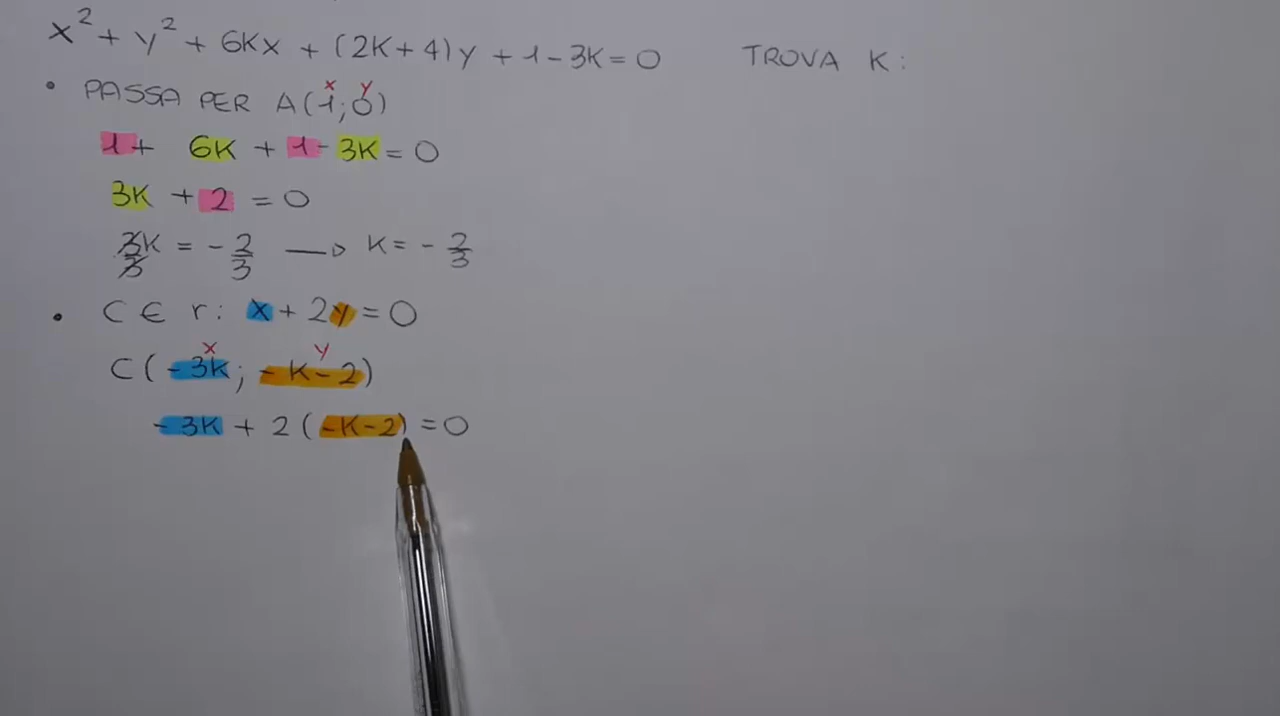 x² + y² + 6Kx + (2K+4)y + 1 - 3K = 0 TROVA K:
• PASSA PER A(1;0)
x y
1 + 6K + 1 - 3K = 0
3K + 2 = 0
3K/3 = - 2/3 → K = - 2/3
• C ∈ r: x + 2y = 0
x y
C(-3K; -K-2)
-3K + 2(-K-2) = 0